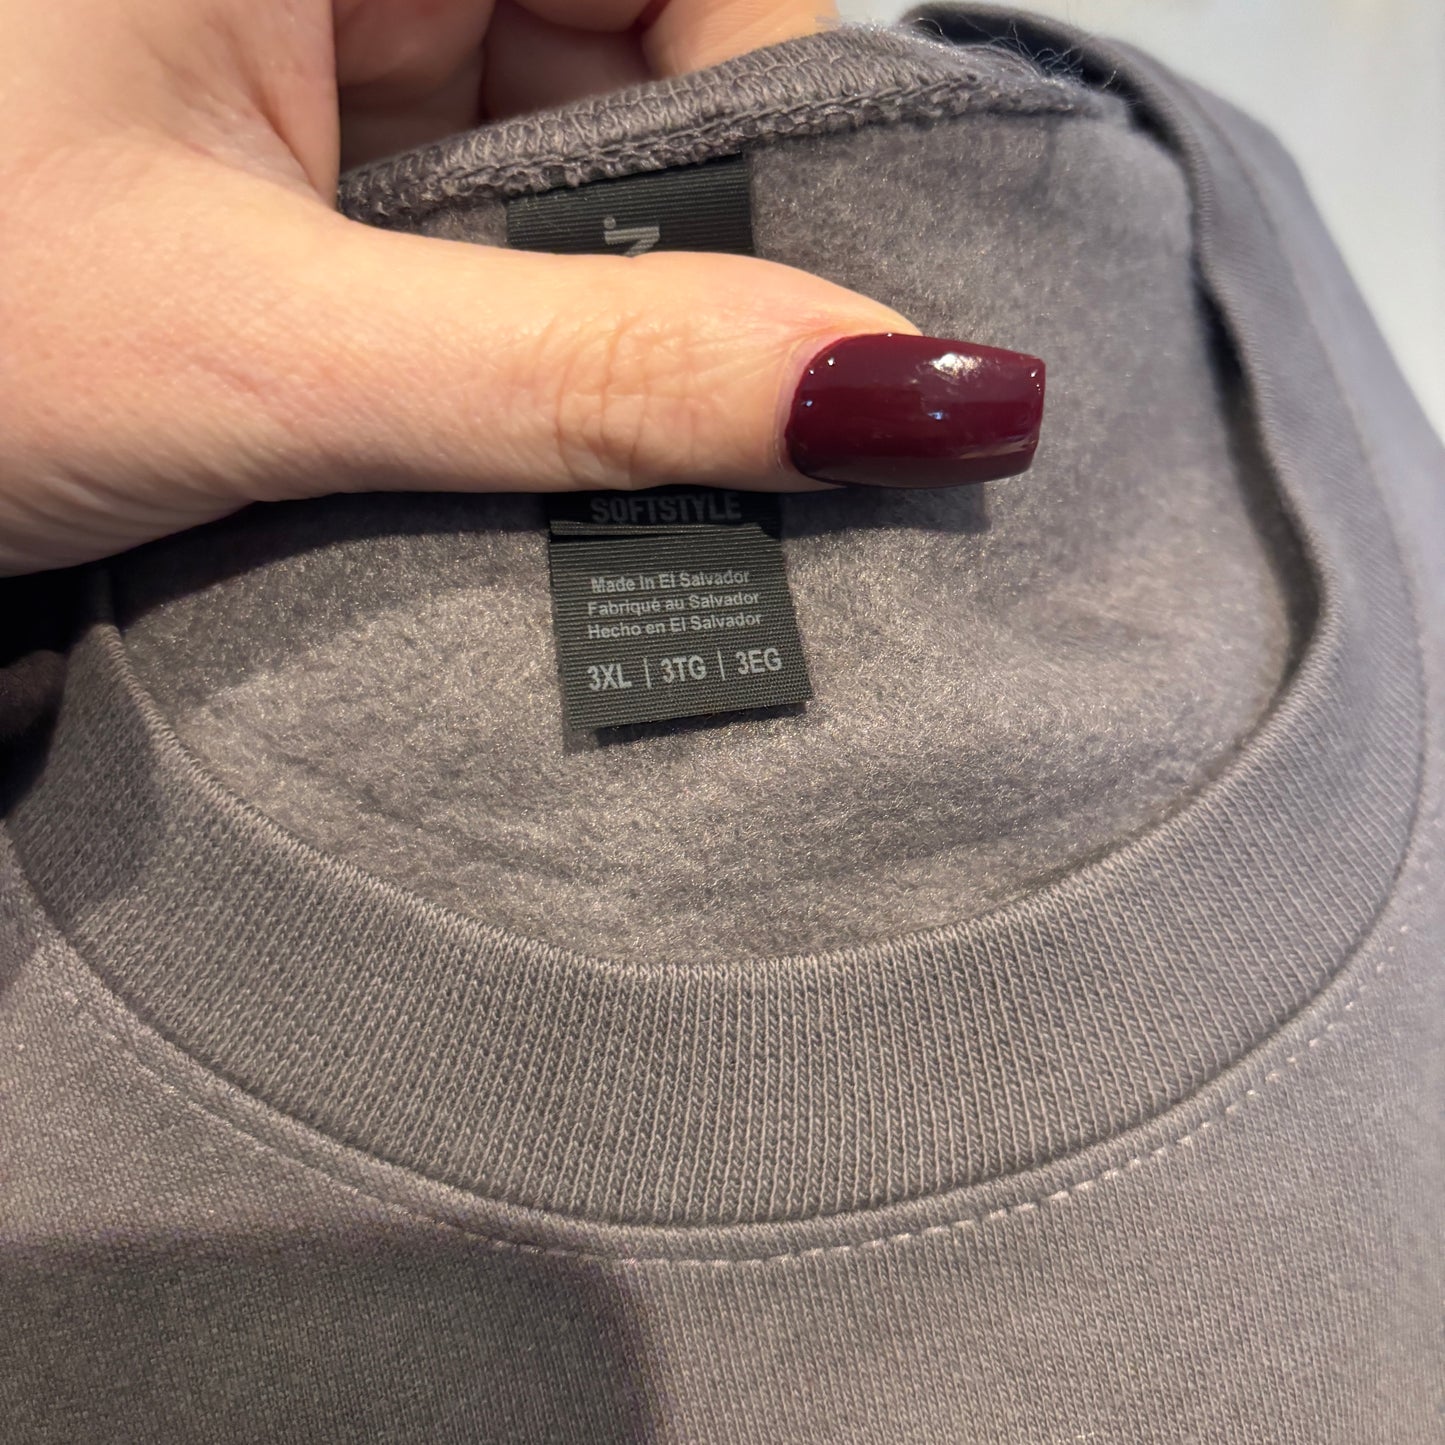 SOFTSTYLE
Made in El Salvador
Fabriqué au Salvador
Hecho en El Salvador
3XL | 3TG | 3EG